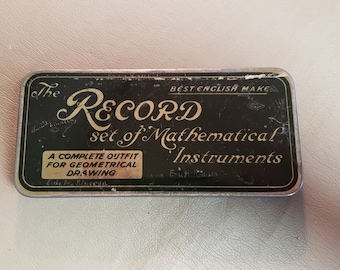 The
BEST ENGLISH MAKE
RECORD
set of Mathematical
Instruments
A COMPLETE OUTFIT
FOR GEOMETRICAL
DRAWING